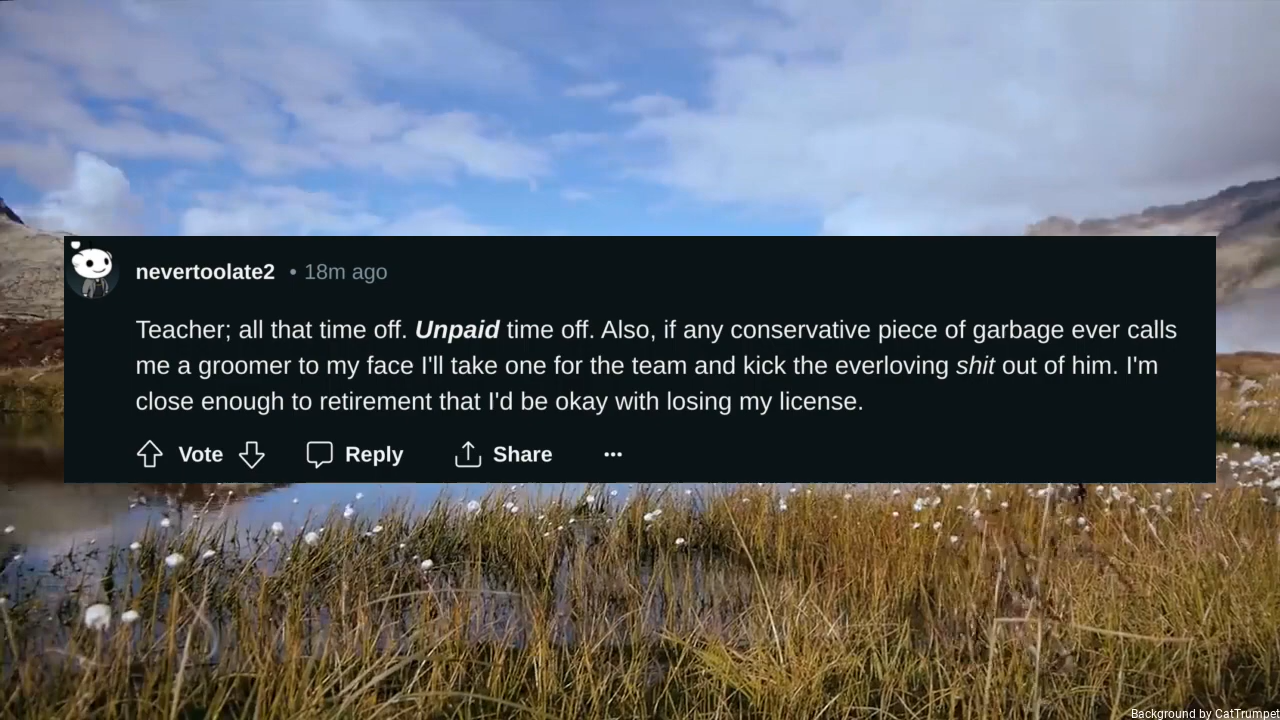 nevertoolate2 • 18m ago
Teacher; all that time off. Unpaid time off. Also, if any conservative piece of garbage ever calls
me a groomer to my face I'll take one for the team and kick the everloving shit out of him. I'm
close enough to retirement that I'd be okay with losing my license.
Vote Reply Share ···
Background by CatTrumpet